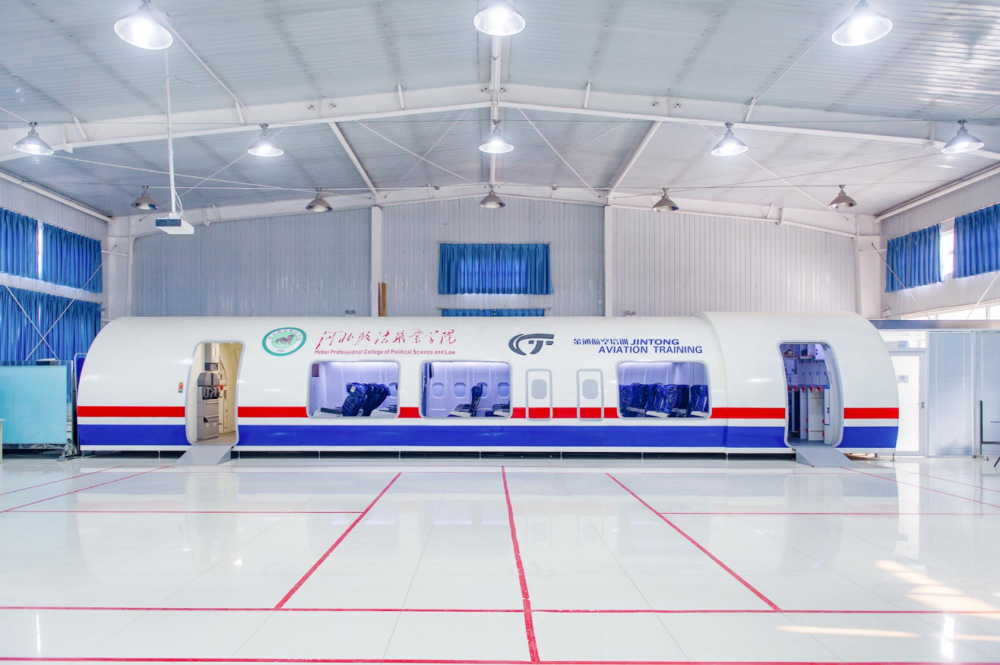 河北政法职业学院
Hebei Professional College of Political Science and Law
金通航空培训 JINTONG
AVIATION TRAINING
1949